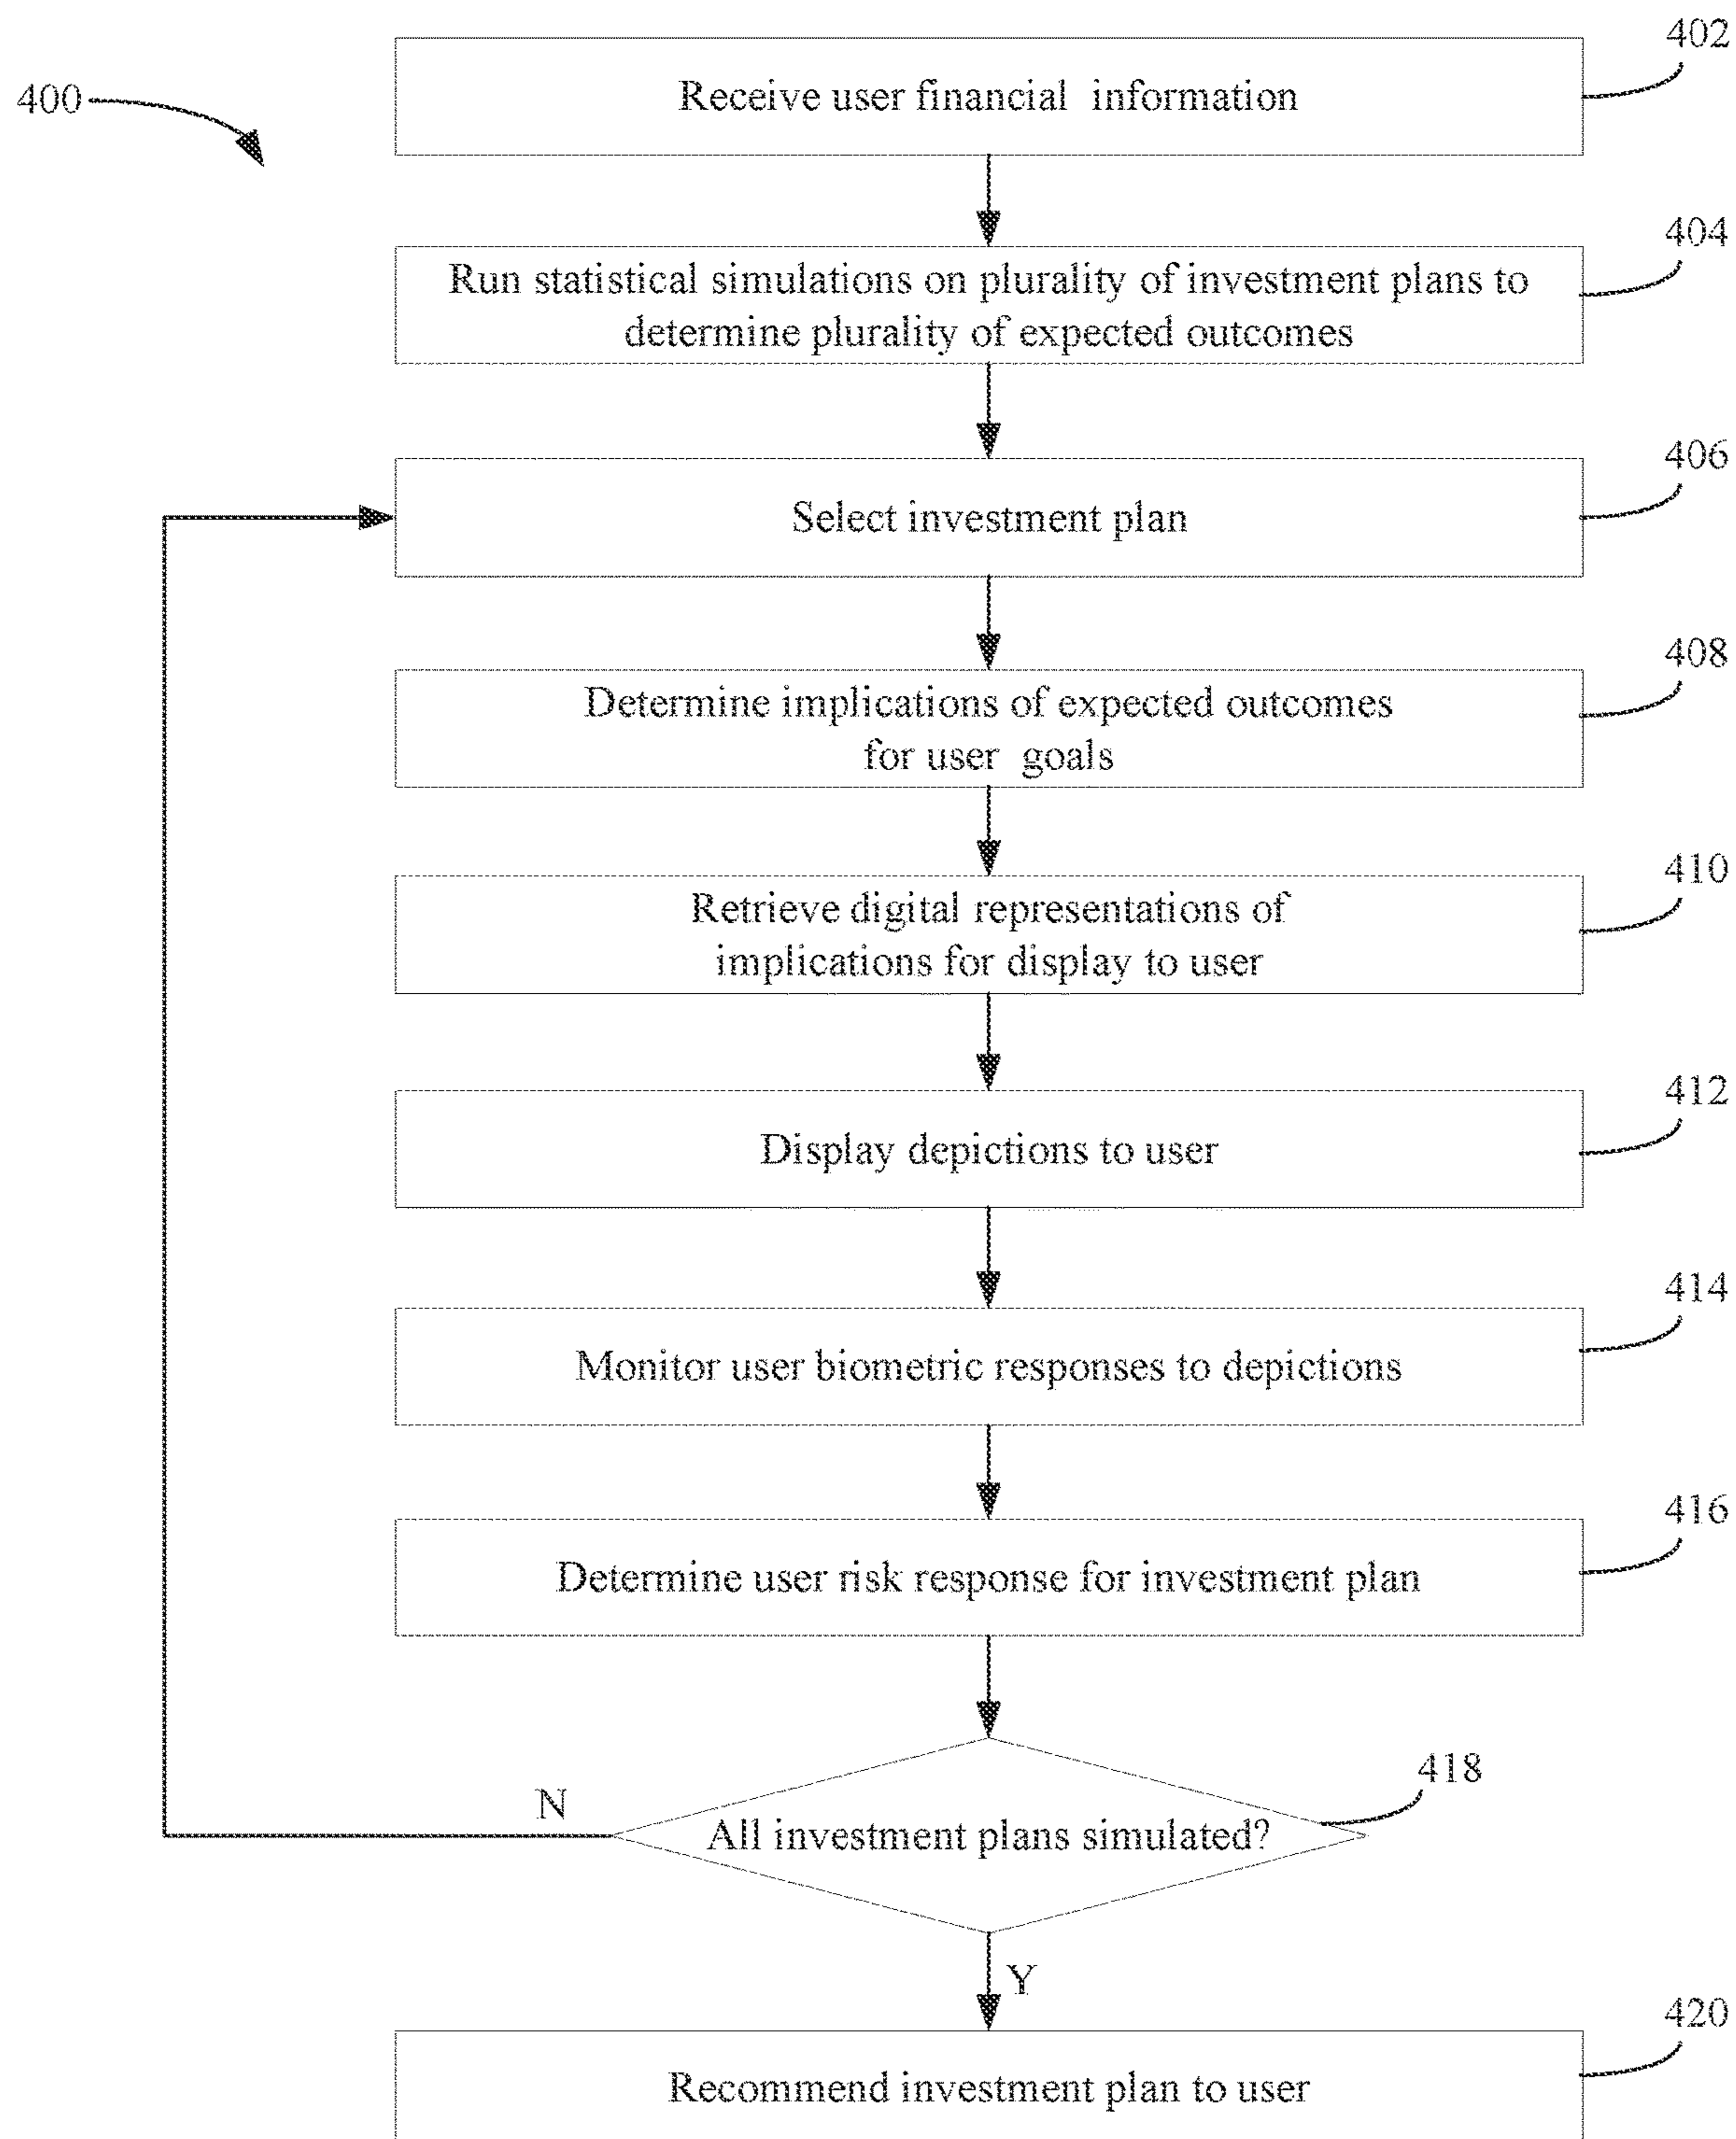 402
400
Receive user financial information
404
Run statistical simulations on plurality of investment plans to
determine plurality of expected outcomes
406
Select investment plan
408
Determine implications of expected outcomes
for user goals
410
Retrieve digital representations of
implications for display to user
412
Display depictions to user
414
Monitor user biometric responses to depictions
416
Determine user risk response for investment plan
418
N
All investment plans simulated?
Y
420
Recommend investment plan to user